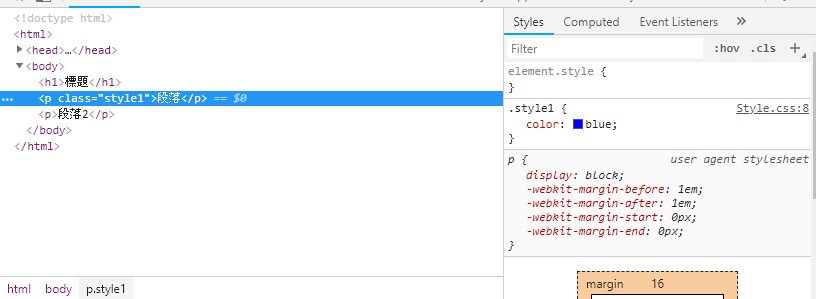 <!doctype html>
<html>
<head>…</head>
<body>
<h1>標題</h1>
… <p class="style1">段落</p> == $0
<p>段落2</p>
</body>
</html>
html body p.style1
Styles Computed Event Listeners »
Filter :hov .cls +
element.style {
}
.style1 { Style.css:8
color: blue;
}
p { user agent stylesheet
display: block;
-webkit-margin-before: 1em;
-webkit-margin-after: 1em;
-webkit-margin-start: 0px;
-webkit-margin-end: 0px;
}
margin 16